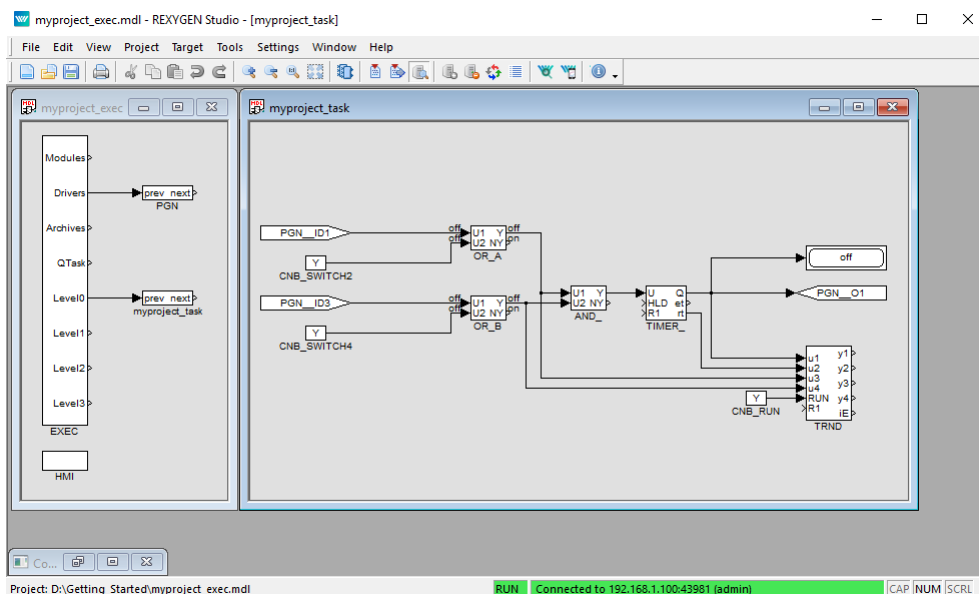 myproject_exec.mdl - REXYGEN Studio - [myproject_task]
File Edit View Project Target Tools Settings Window Help
myproject_exec
Modules
Drivers
prev next
PGN
Archives
QTask
Level0
prev next
myproject_task
Level1
Level2
Level3
EXEC
HMI
myproject_task
PGN__ID1
off
off
U1 Y
U2 NY
off
on
OR_A
Y
CNB_SWITCH2
PGN__ID3
off
off
U1 Y
U2 NY
off
on
OR_B
Y
CNB_SWITCH4
U1 Y
U2 NY
AND_
U Q
HLD et
R1 rt
TIMER_
off
PGN__O1
u1 y1
u2 y2
u3 y3
u4
RUN y4
R1 iE
TRND
Y
CNB_RUN
Co...
Project: D:\Getting_Started\myproject_exec.mdl
RUN
Connected to 192.168.1.100:43981 (admin)
CAP NUM SCRL